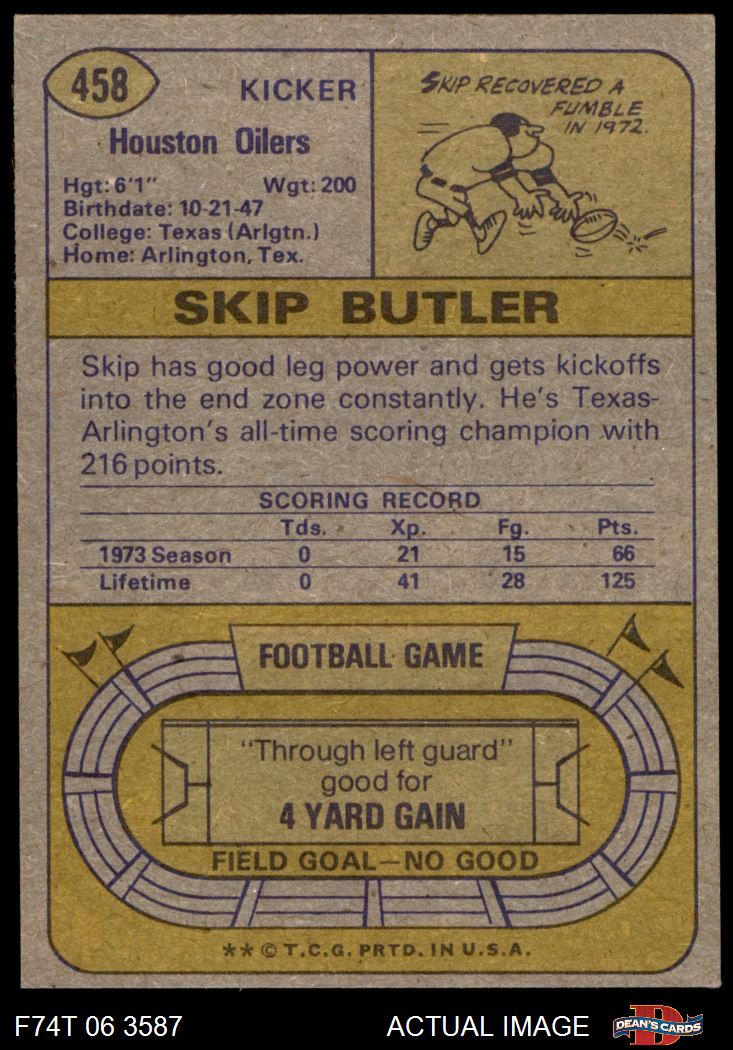 458
KICKER
Houston Oilers
Hgt: 6'1" Wgt: 200
Birthdate: 10-21-47
College: Texas (Arlgtn.)
Home: Arlington, Tex.
SKIP RECOVERED A
FUMBLE
IN 1972.
SKIP BUTLER
Skip has good leg power and gets kickoffs
into the end zone constantly. He's Texas-
Arlington's all-time scoring champion with
216 points.
SCORING RECORD
Tds. Xp. Fg. Pts.
1973 Season 0 21 15 66
Lifetime 0 41 28 125
FOOTBALL GAME
"Through left guard"
good for
4 YARD GAIN
FIELD GOAL—NO GOOD
** © T.C.G. PRTD. IN U.S.A.
F74T 06 3587
ACTUAL IMAGE
D
DEAN'S CARDS